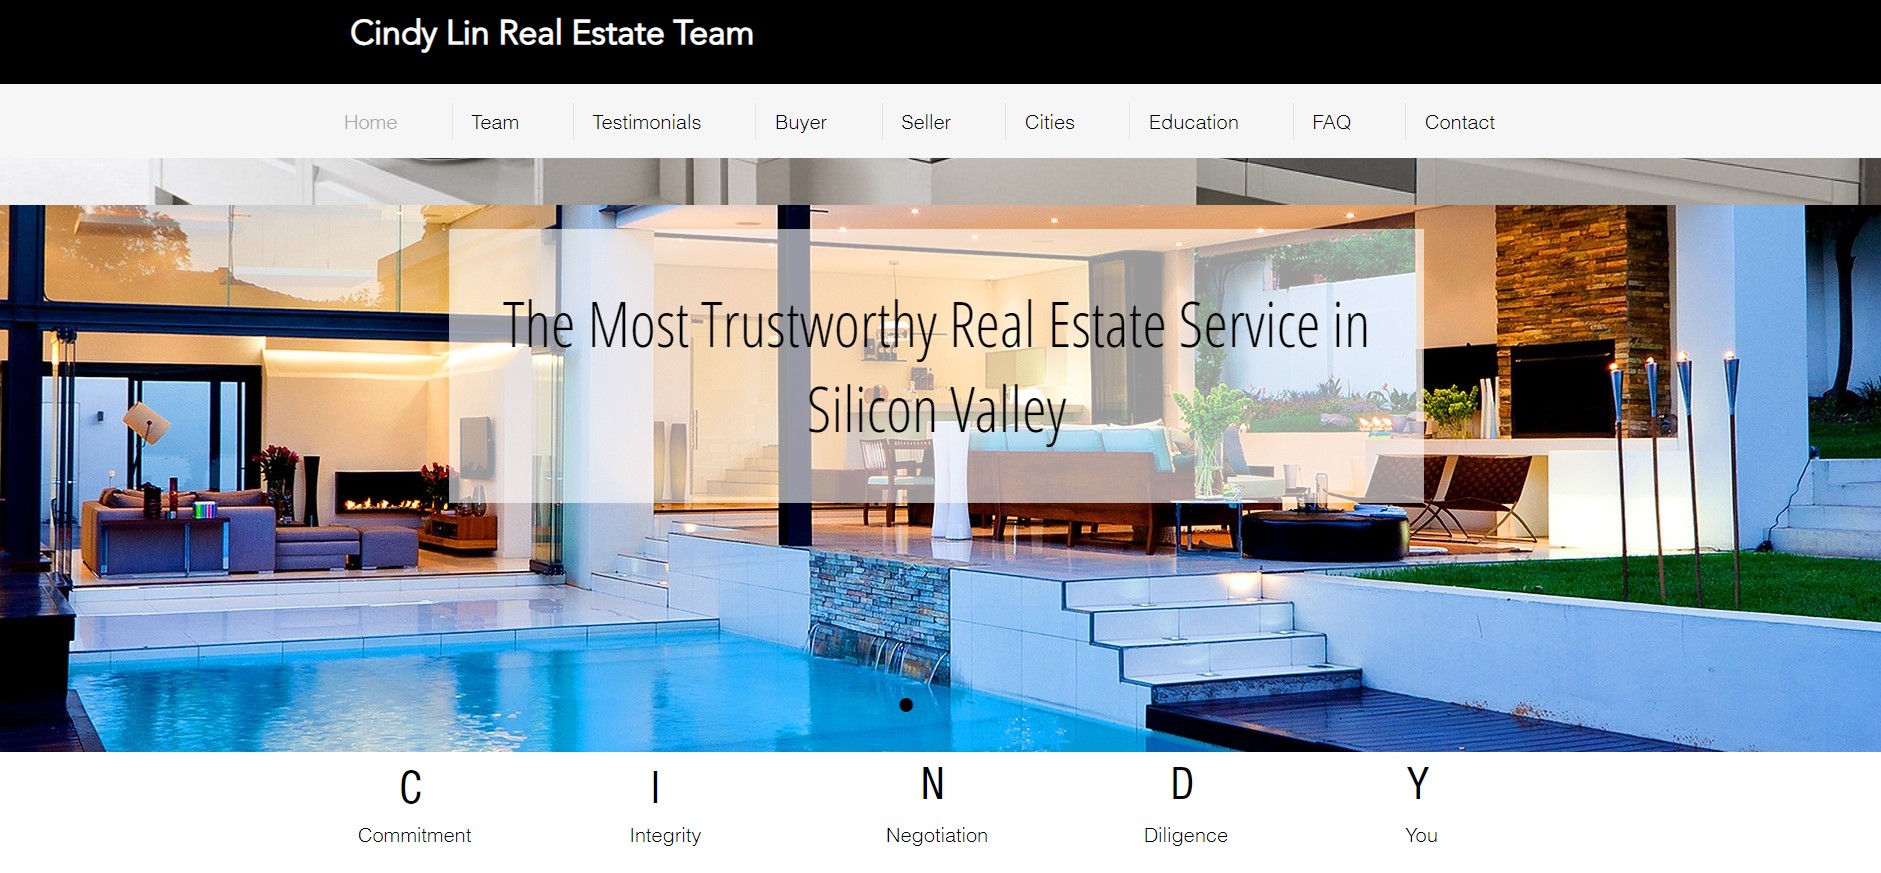 Cindy Lin Real Estate Team
Home Team Testimonials Buyer Seller Cities Education FAQ Contact
The Most Trustworthy Real Estate Service in
Silicon Valley
C I N D Y
Commitment Integrity Negotiation Diligence You